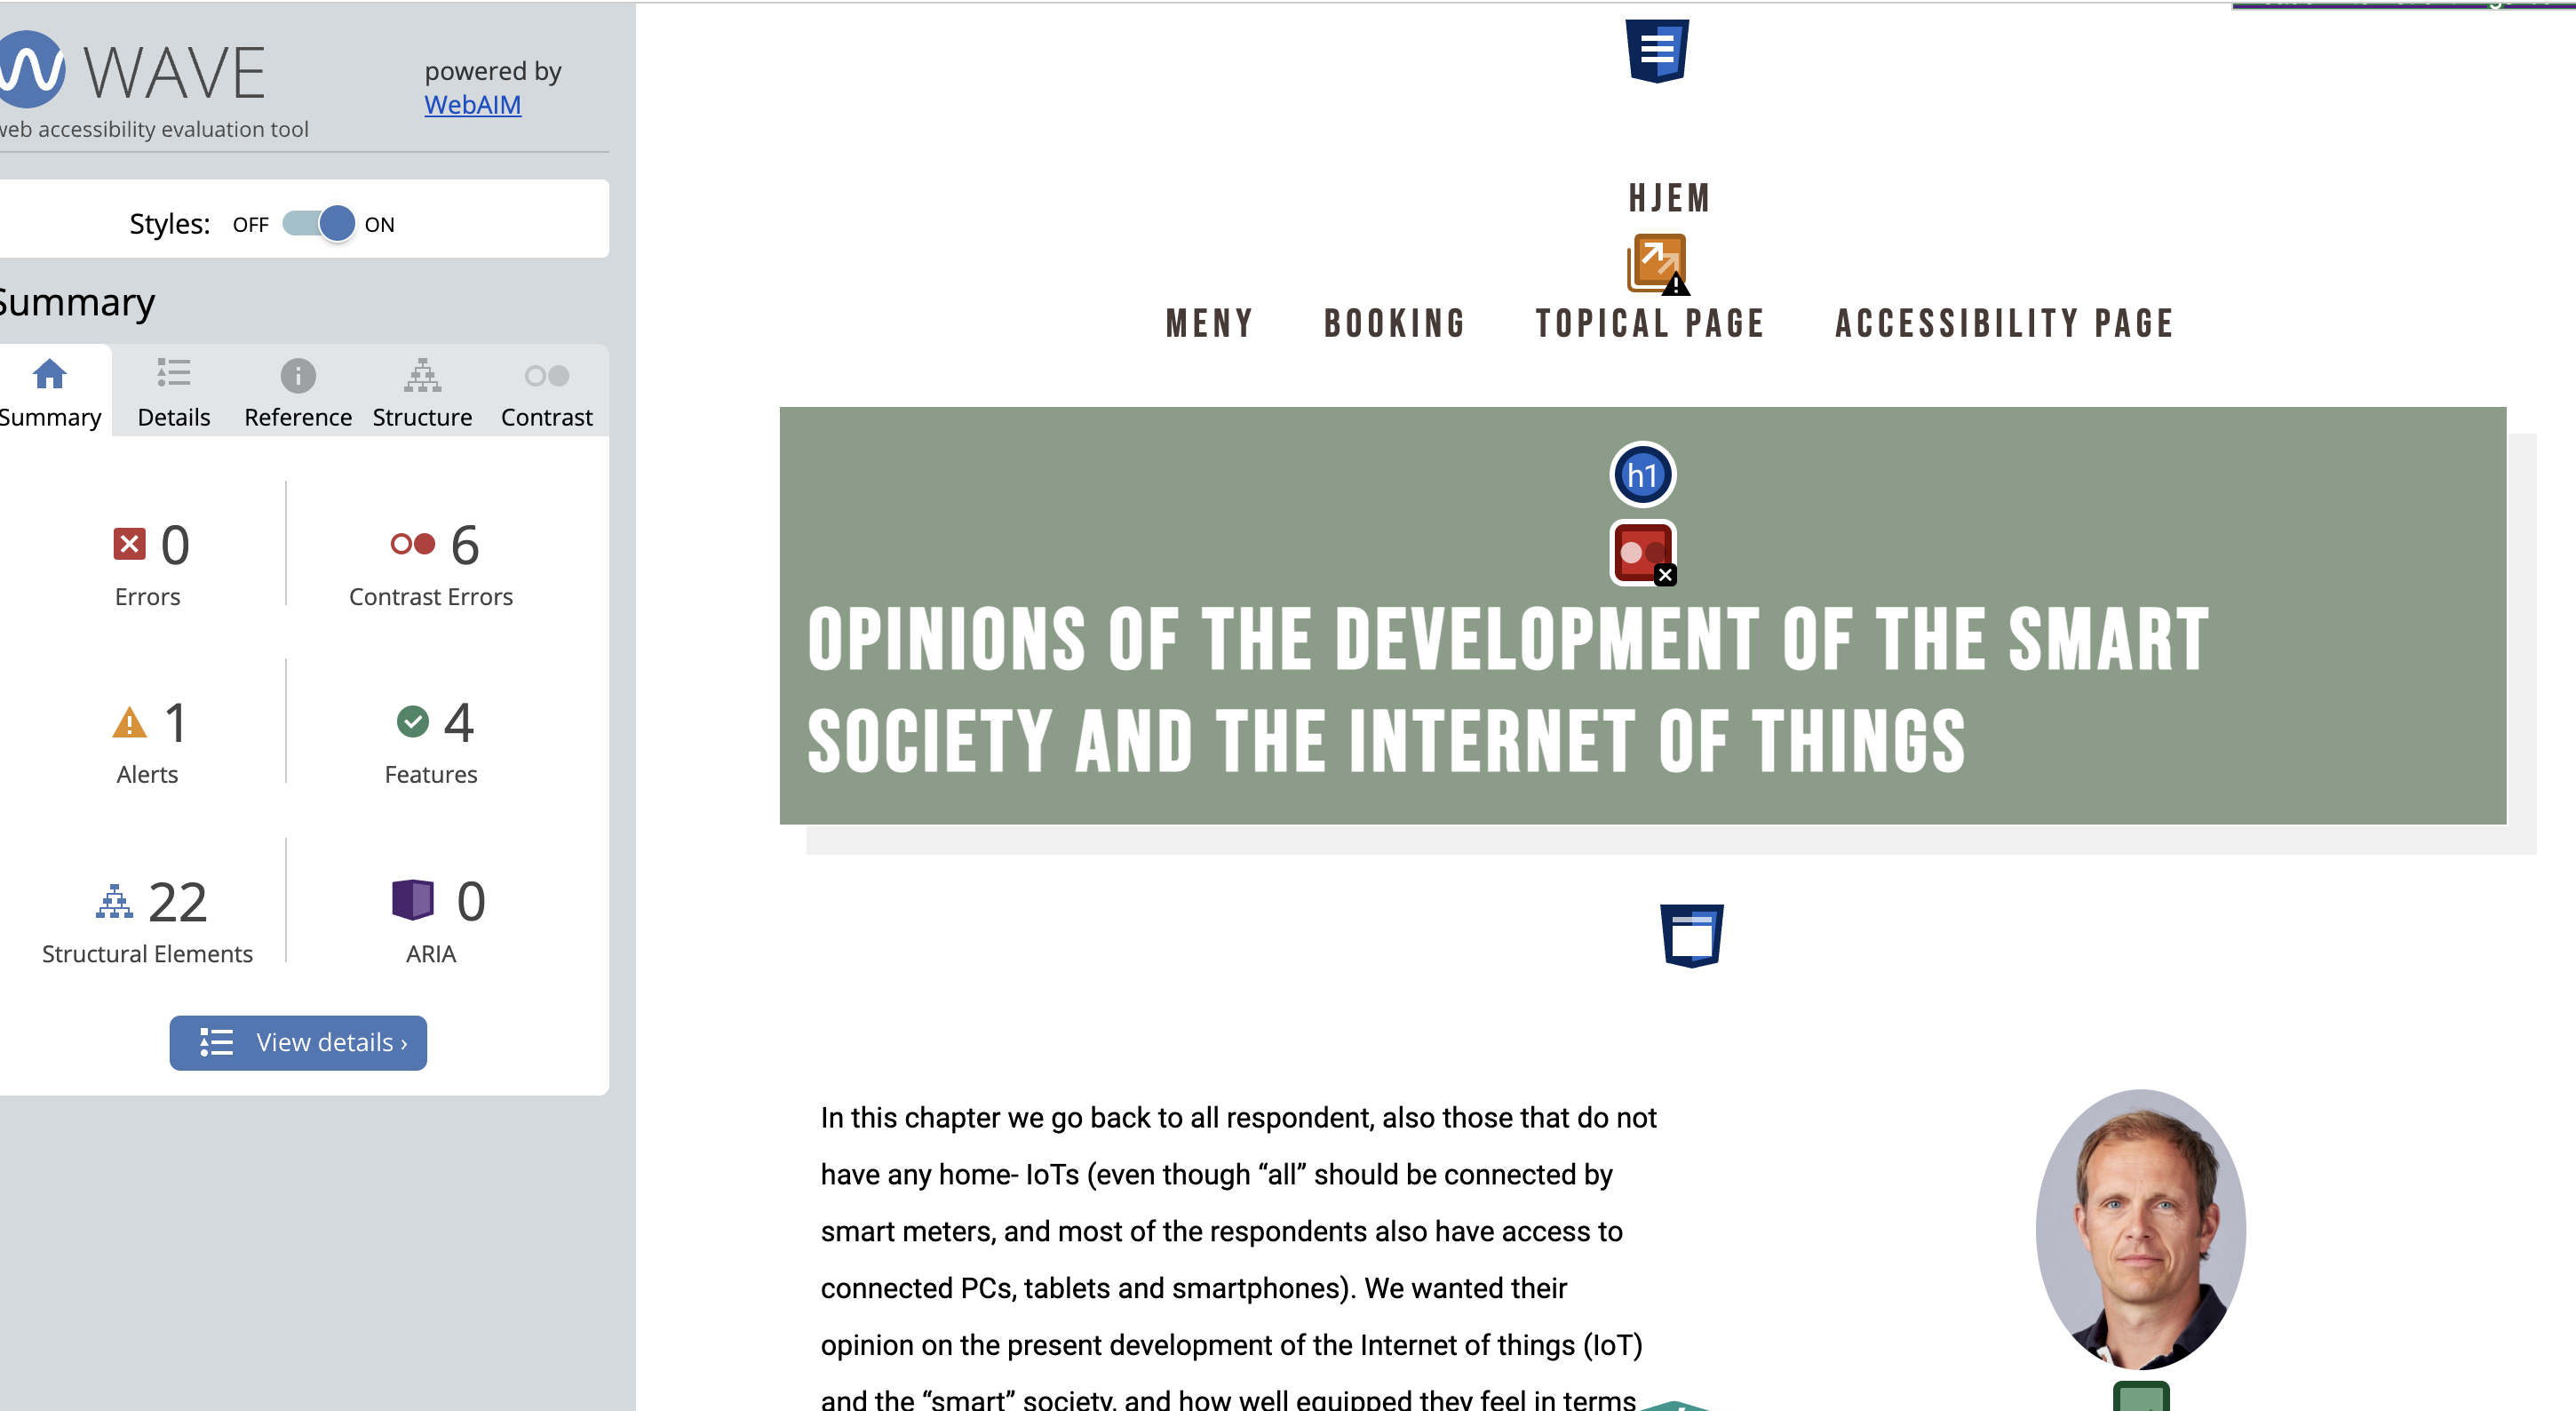 WAVE
powered by
WebAIM
web accessibility evaluation tool
Styles: OFF ON
Summary
Summary Details Reference Structure Contrast
0 6
Errors Contrast Errors
1 4
Alerts Features
22 0
Structural Elements ARIA
View details ›
HJEM
MENY BOOKING TOPICAL PAGE ACCESSIBILITY PAGE
h1
OPINIONS OF THE DEVELOPMENT OF THE SMART
SOCIETY AND THE INTERNET OF THINGS
In this chapter we go back to all respondent, also those that do not
have any home- IoTs (even though “all” should be connected by
smart meters, and most of the respondents also have access to
connected PCs, tablets and smartphones). We wanted their
opinion on the present development of the Internet of things (IoT)
and the “smart” society, and how well equipped they feel in terms